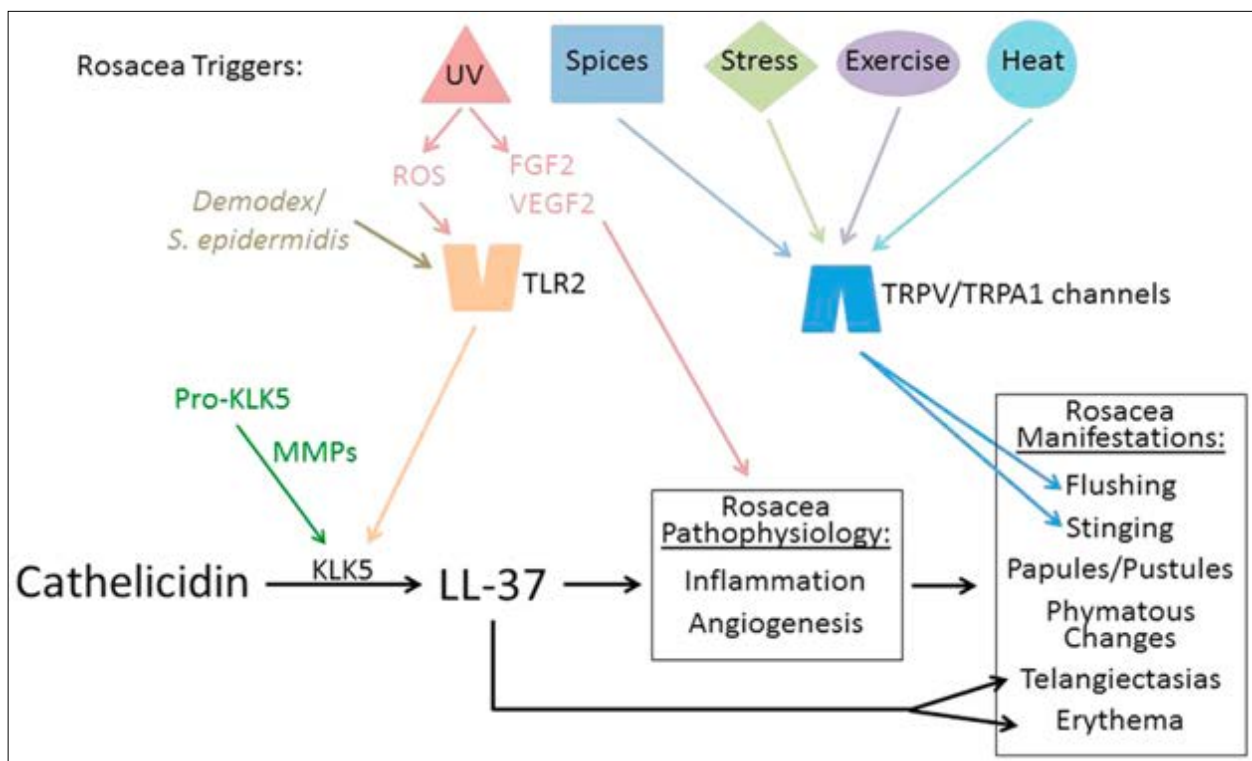 Rosacea Triggers:
UV
Spices
Stress
Exercise
Heat
ROS
FGF2
VEGF2
Demodex/
S. epidermidis
TLR2
TRPV/TRPA1 channels
Pro-KLK5
MMPs
Cathelicidin
KLK5
LL-37
Rosacea
Pathophysiology:
Inflammation
Angiogenesis
Rosacea
Manifestations:
Flushing
Stinging
Papules/Pustules
Phymatous
Changes
Telangiectasias
Erythema